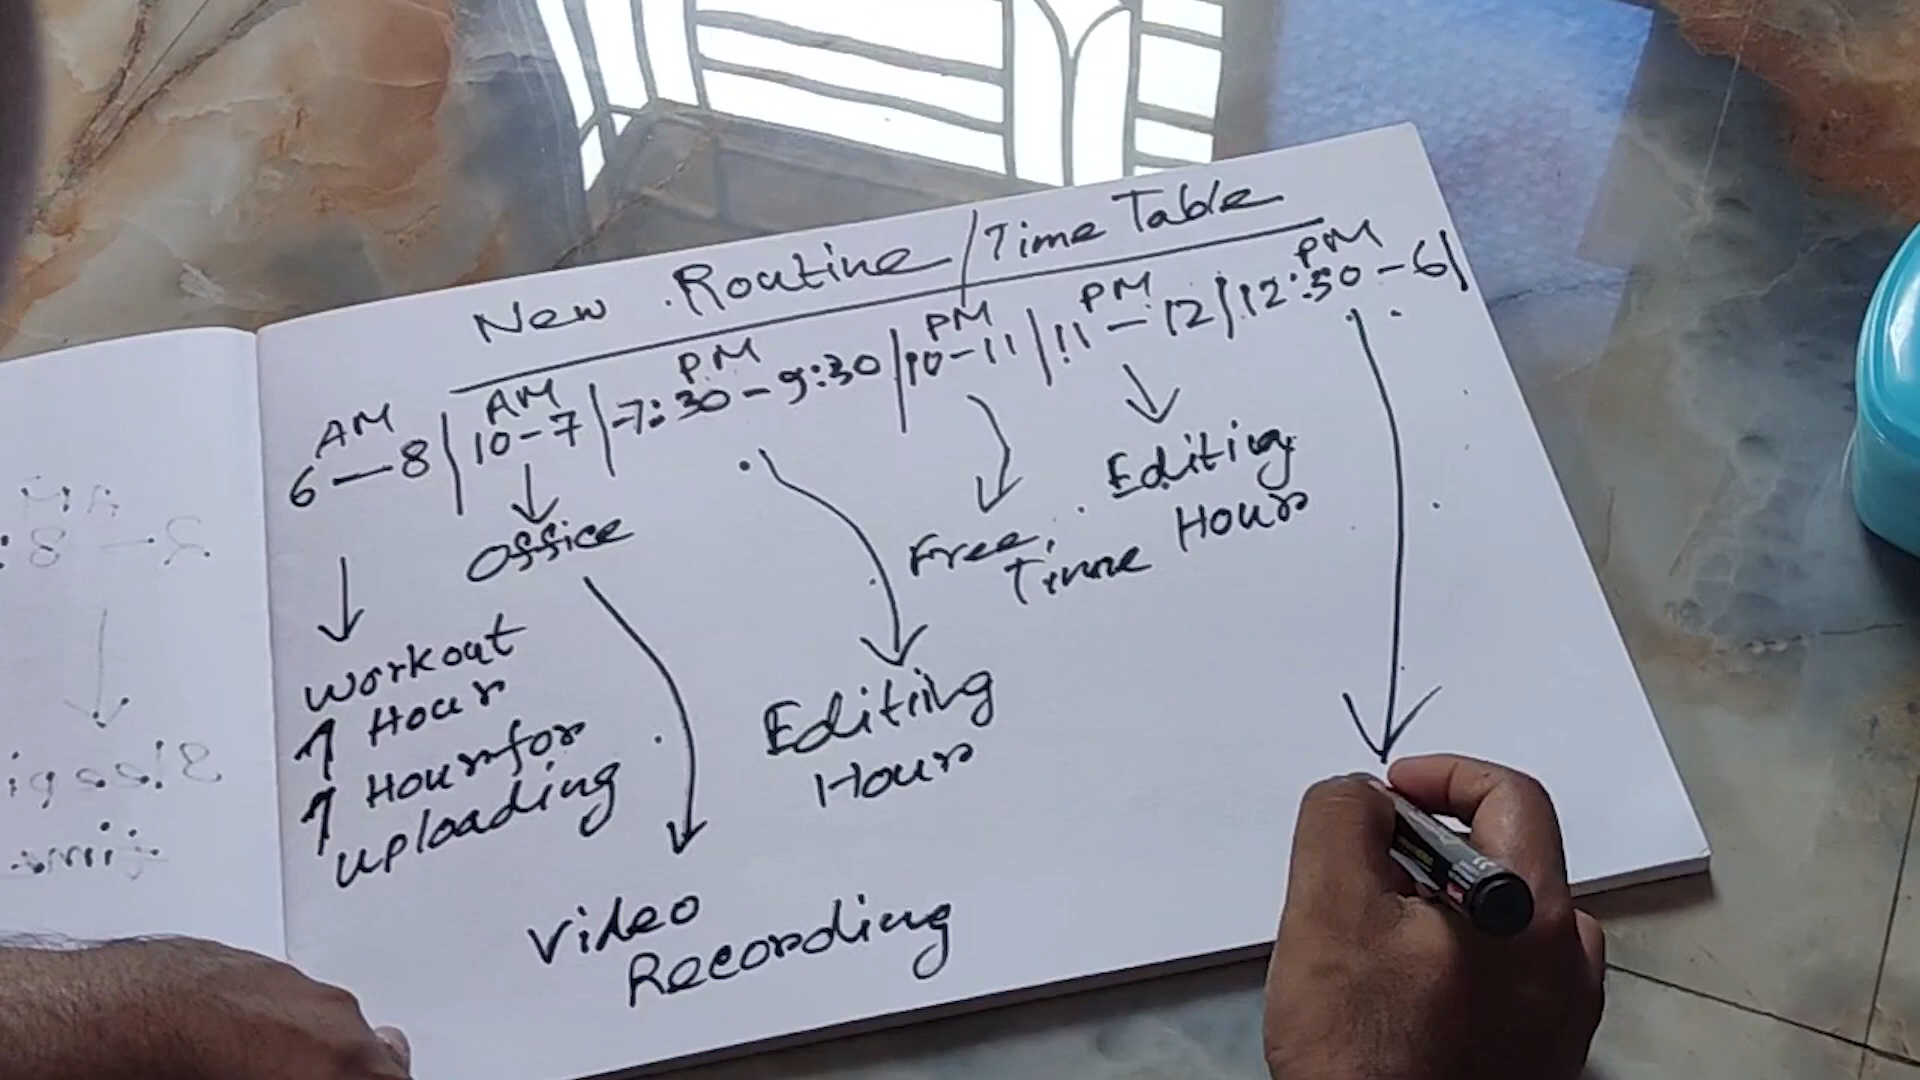 New Routine / Time Table
AM
6 — 8
AM
10 - 7
PM
7:30 - 9:30
PM
10 - 11
PM
11 - 12
PM
12:30 - 6
Office
Free
Time
Editing
Hour
Workout
1 Hour
1 Hour for
uploading
Editing
Hour
Video
Recording